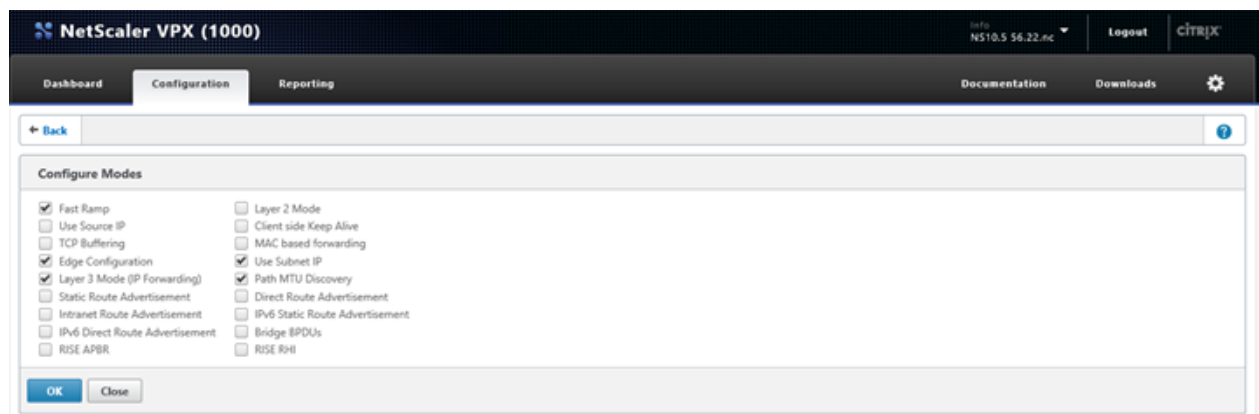 NetScaler VPX (1000)
Info
NS10.5 56.22.nc
Logout
CITRIX
Dashboard
Configuration
Reporting
Documentation
Downloads
Back
?
Configure Modes
Fast Ramp
Layer 2 Mode
Use Source IP
Client side Keep Alive
TCP Buffering
MAC based forwarding
Edge Configuration
Use Subnet IP
Layer 3 Mode (IP Forwarding)
Path MTU Discovery
Static Route Advertisement
Direct Route Advertisement
Intranet Route Advertisement
IPv6 Static Route Advertisement
IPv6 Direct Route Advertisement
Bridge BPDUs
RISE APBR
RISE RHI
OK
Close